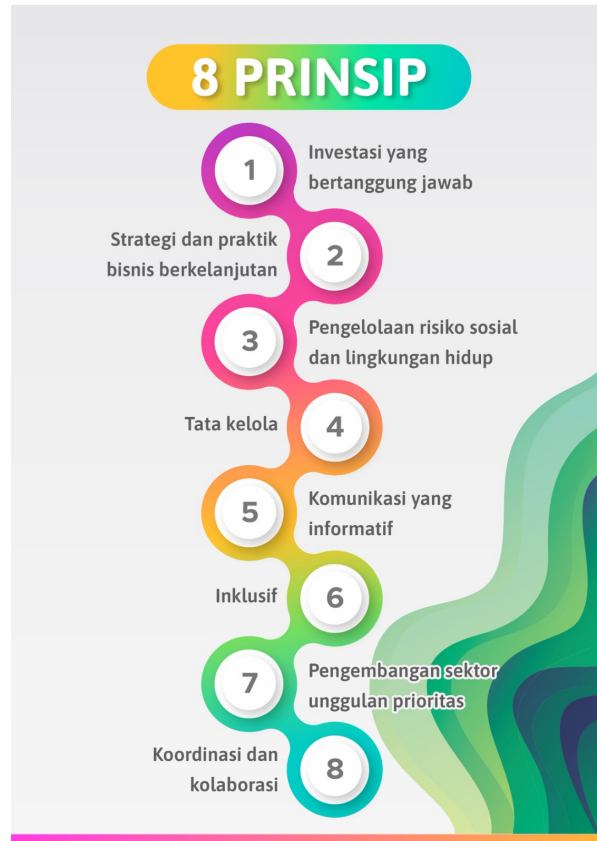 8 PRINSIP
1
Investasi yang
bertanggung jawab
Strategi dan praktik
bisnis berkelanjutan
2
3
Pengelolaan risiko sosial
dan lingkungan hidup
Tata kelola
4
5
Komunikasi yang
informatif
Inklusif
6
7
Pengembangan sektor
unggulan prioritas
Koordinasi dan
kolaborasi
8